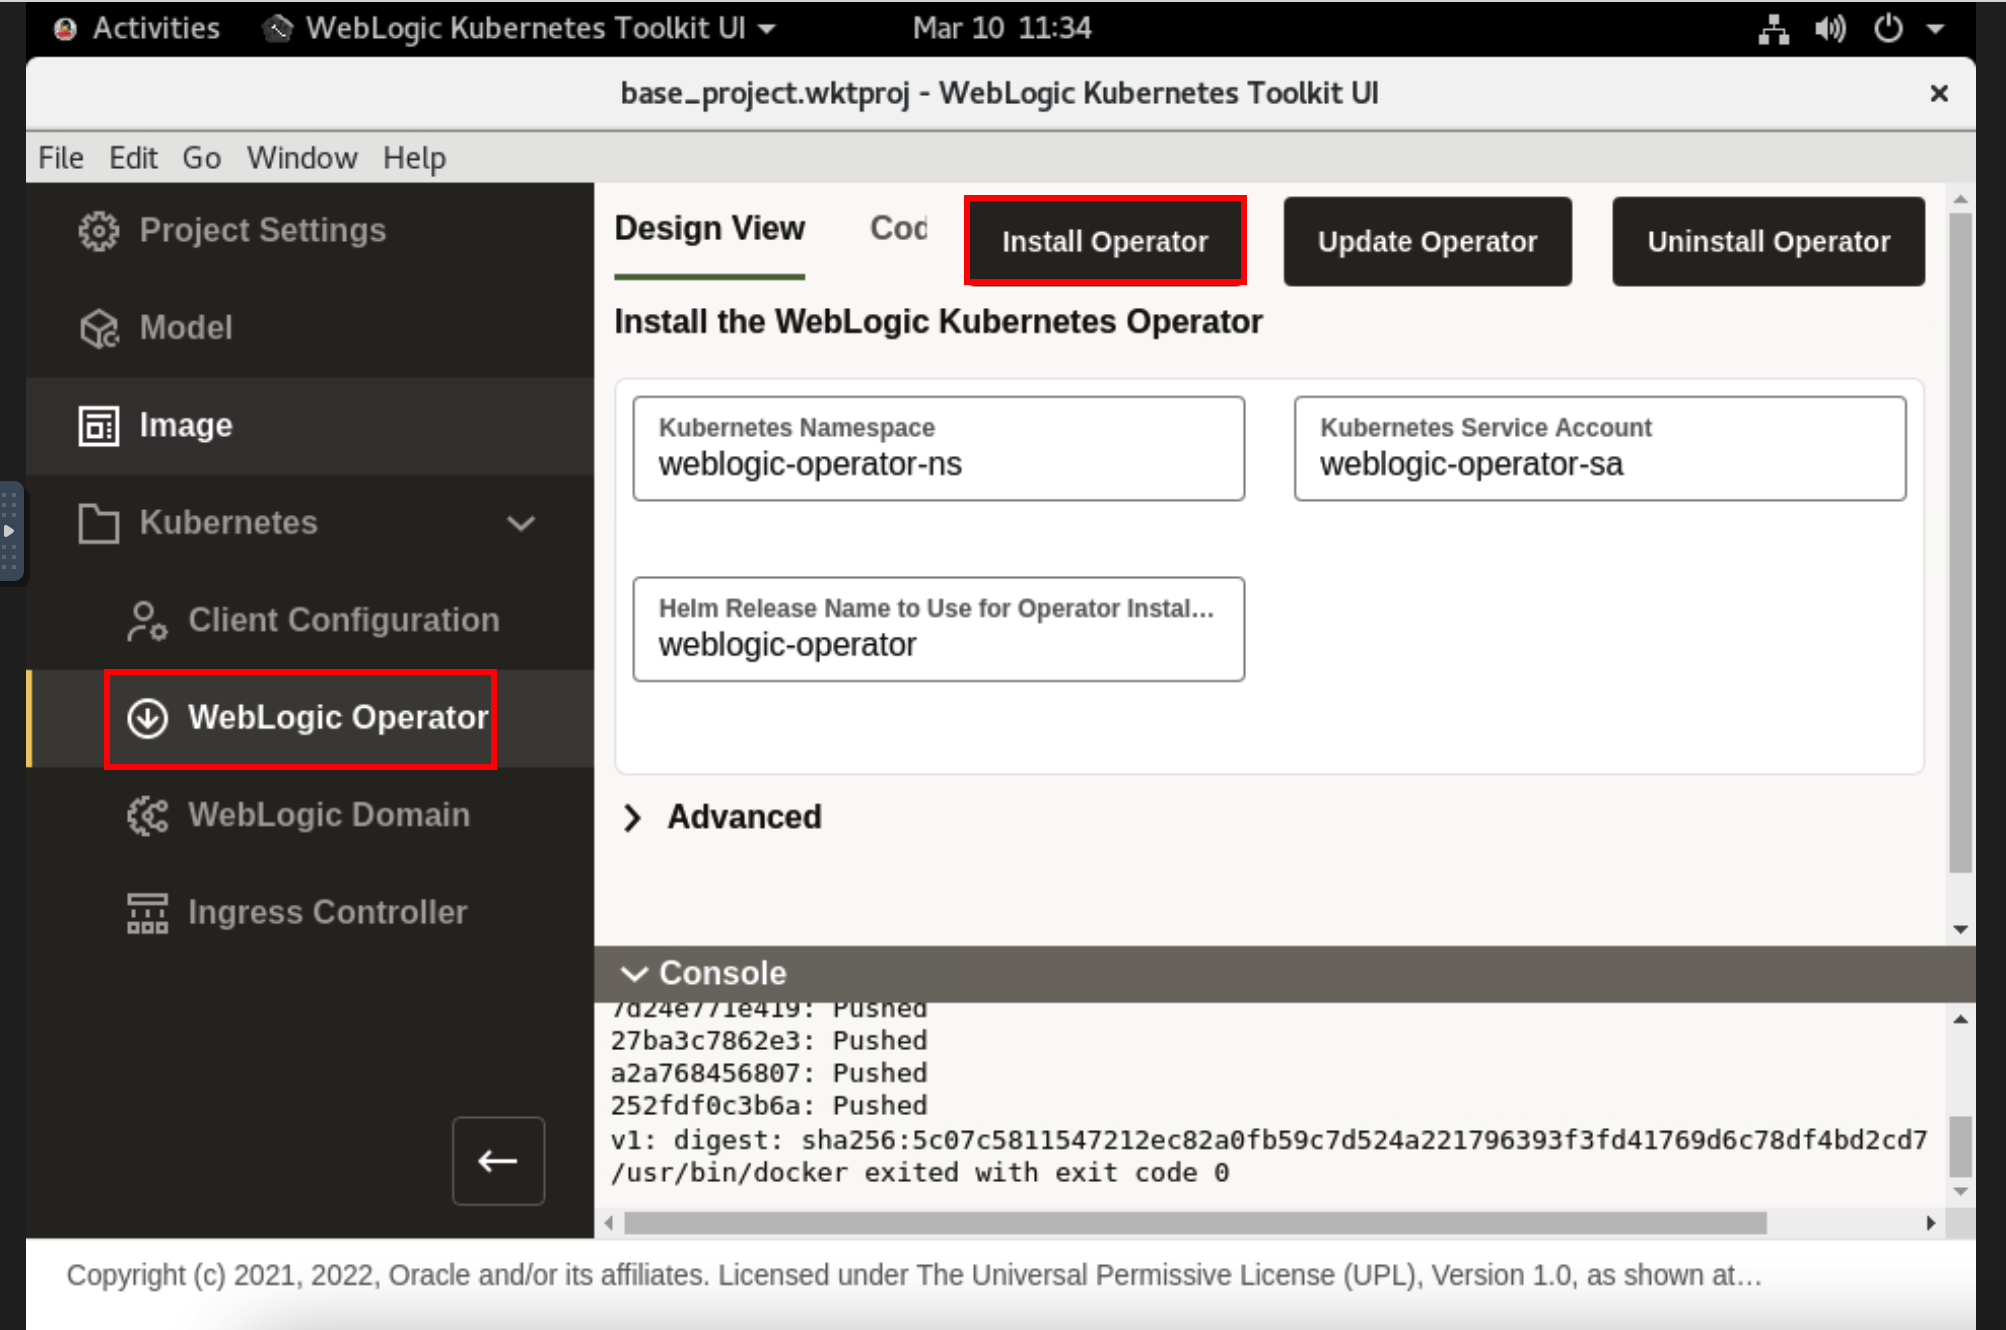 Activities WebLogic Kubernetes Toolkit UI Mar 10 11:34
base_project.wktproj - WebLogic Kubernetes Toolkit UI
File Edit Go Window Help
Project Settings
Model
Image
Kubernetes
Client Configuration
WebLogic Operator
WebLogic Domain
Ingress Controller
Design View Cod Install Operator Update Operator Uninstall Operator
Install the WebLogic Kubernetes Operator
Kubernetes Namespace
weblogic-operator-ns
Kubernetes Service Account
weblogic-operator-sa
Helm Release Name to Use for Operator Instal...
weblogic-operator
Advanced
Console
7d24e771e419: Pushed
27ba3c7862e3: Pushed
a2a768456807: Pushed
252fdf0c3b6a: Pushed
v1: digest: sha256:5c07c5811547212ec82a0fb59c7d524a221796393f3fd41769d6c78df4bd2cd7
/usr/bin/docker exited with exit code 0
Copyright (c) 2021, 2022, Oracle and/or its affiliates. Licensed under The Universal Permissive License (UPL), Version 1.0, as shown at...